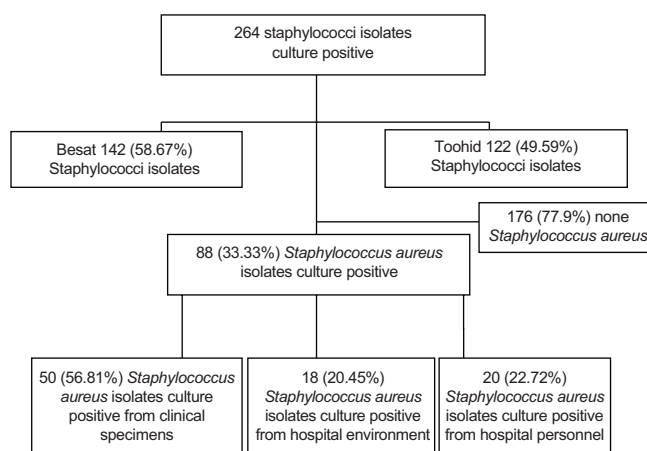 264 staphylococci isolates
culture positive
Besat 142 (58.67%)
Staphylococci isolates
Toohid 122 (49.59%)
Staphylococci isolates
176 (77.9%) none
Staphylococcus aureus
88 (33.33%) Staphylococcus aureus
isolates culture positive
50 (56.81%) Staphylococcus
aureus isolates culture
positive from clinical
specimens
18 (20.45%)
Staphylococcus aureus
isolates culture positive
from hospital environment
20 (22.72%)
Staphylococcus aureus
isolates culture positive
from hospital personnel